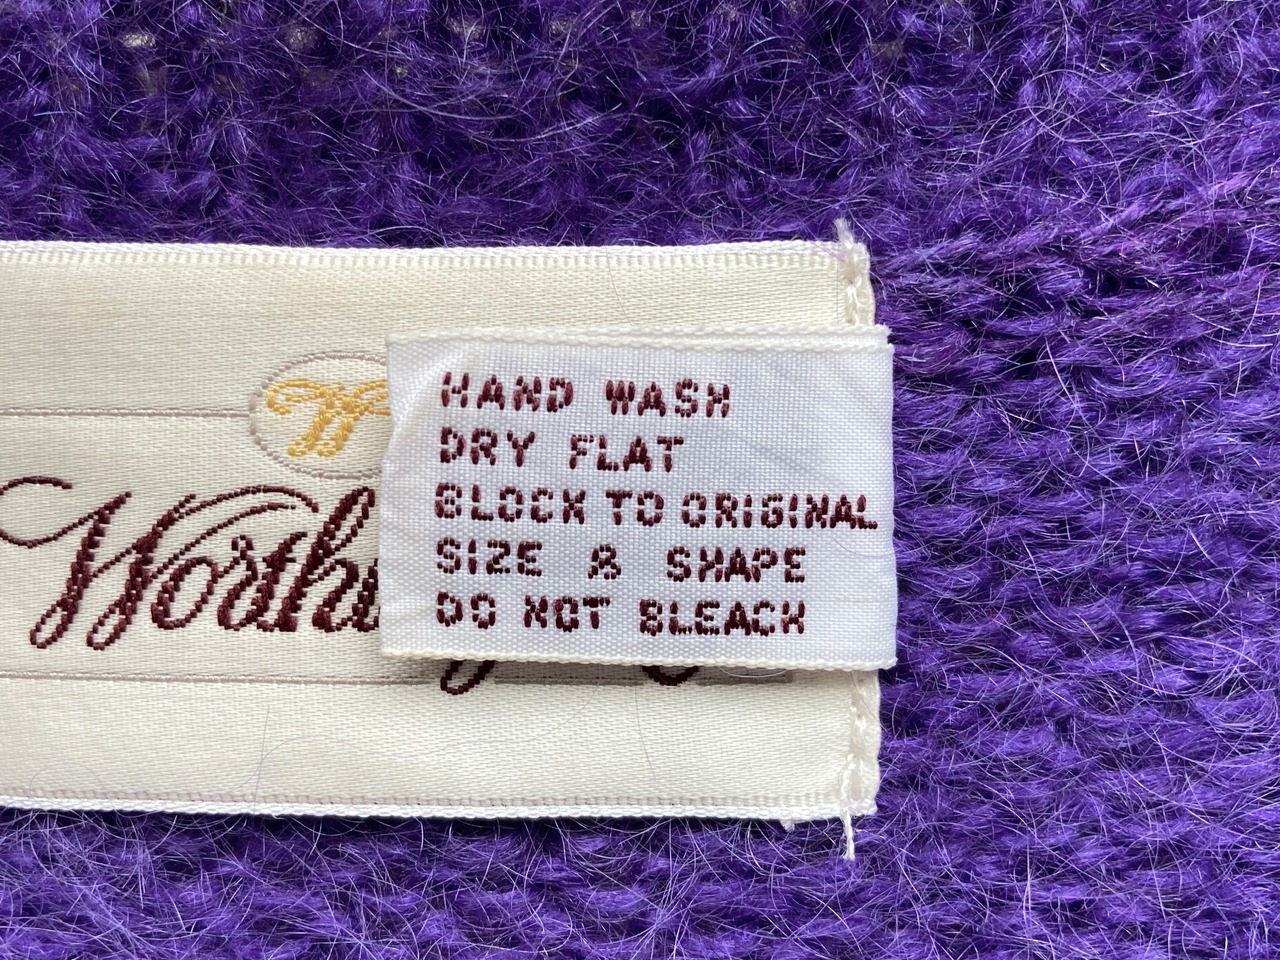 W
HAND WASH
DRY FLAT
BLOCK TO ORIGINAL
SIZE & SHAPE
DO NOT BLEACH